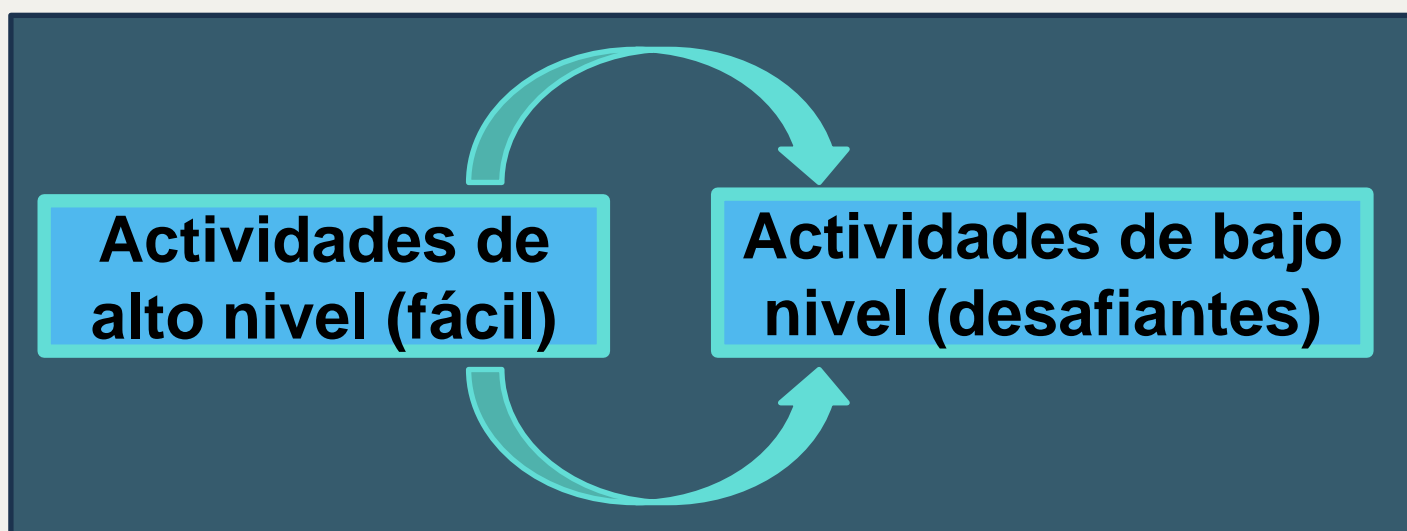 Actividades de
alto nivel (fácil)
Actividades de bajo
nivel (desafiantes)